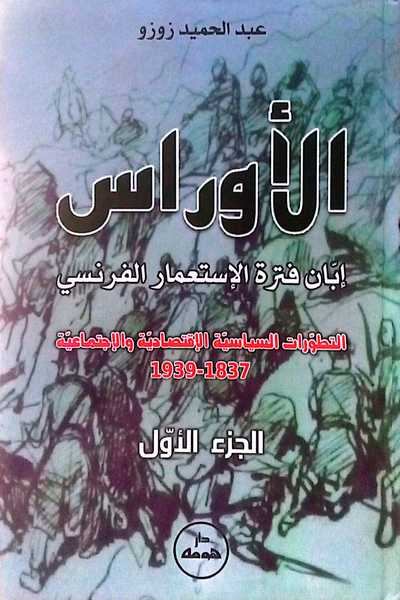 عبد الحميد زوزو
الأوراس
إبّان فترة الإستعمار الفرنسي
التطوّرات السياسيّة الإقتصاديّة والإجتماعيّة
1939-1837
الجزء الأوّل
دار
هومه